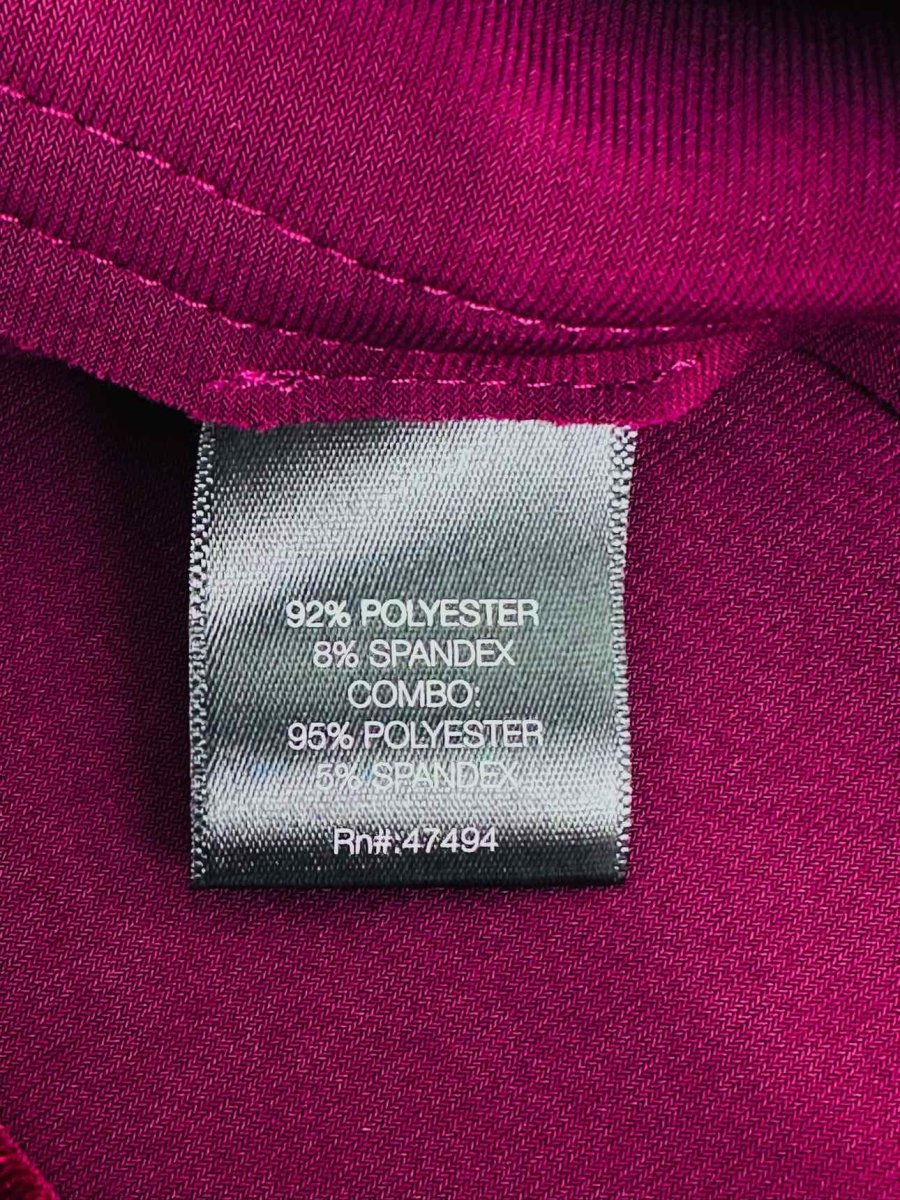 92% POLYESTER
8% SPANDEX
COMBO:
95% POLYESTER
5% SPANDEX
Rn#:47494